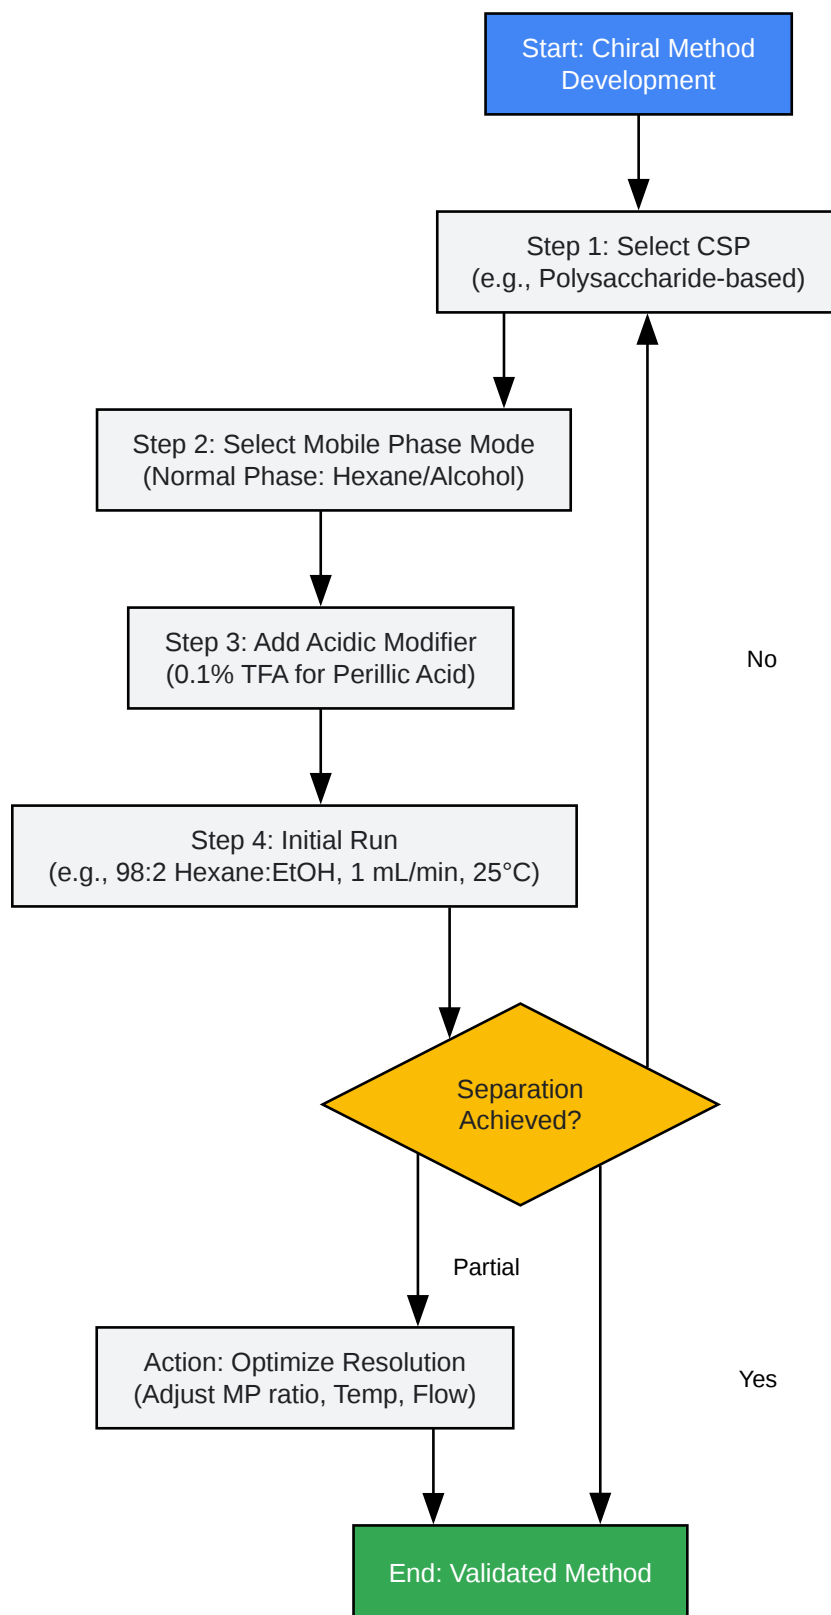 Start: Chiral Method
Development
Step 1: Select CSP
(e.g., Polysaccharide-based)
Step 2: Select Mobile Phase Mode
(Normal Phase: Hexane/Alcohol)
Step 3: Add Acidic Modifier
(0.1% TFA for Perillic Acid)
No
Step 4: Initial Run
(e.g., 98:2 Hexane:EtOH, 1 mL/min, 25°C)
Separation
Achieved?
Partial
Action: Optimize Resolution
(Adjust MP ratio, Temp, Flow)
Yes
End: Validated Method